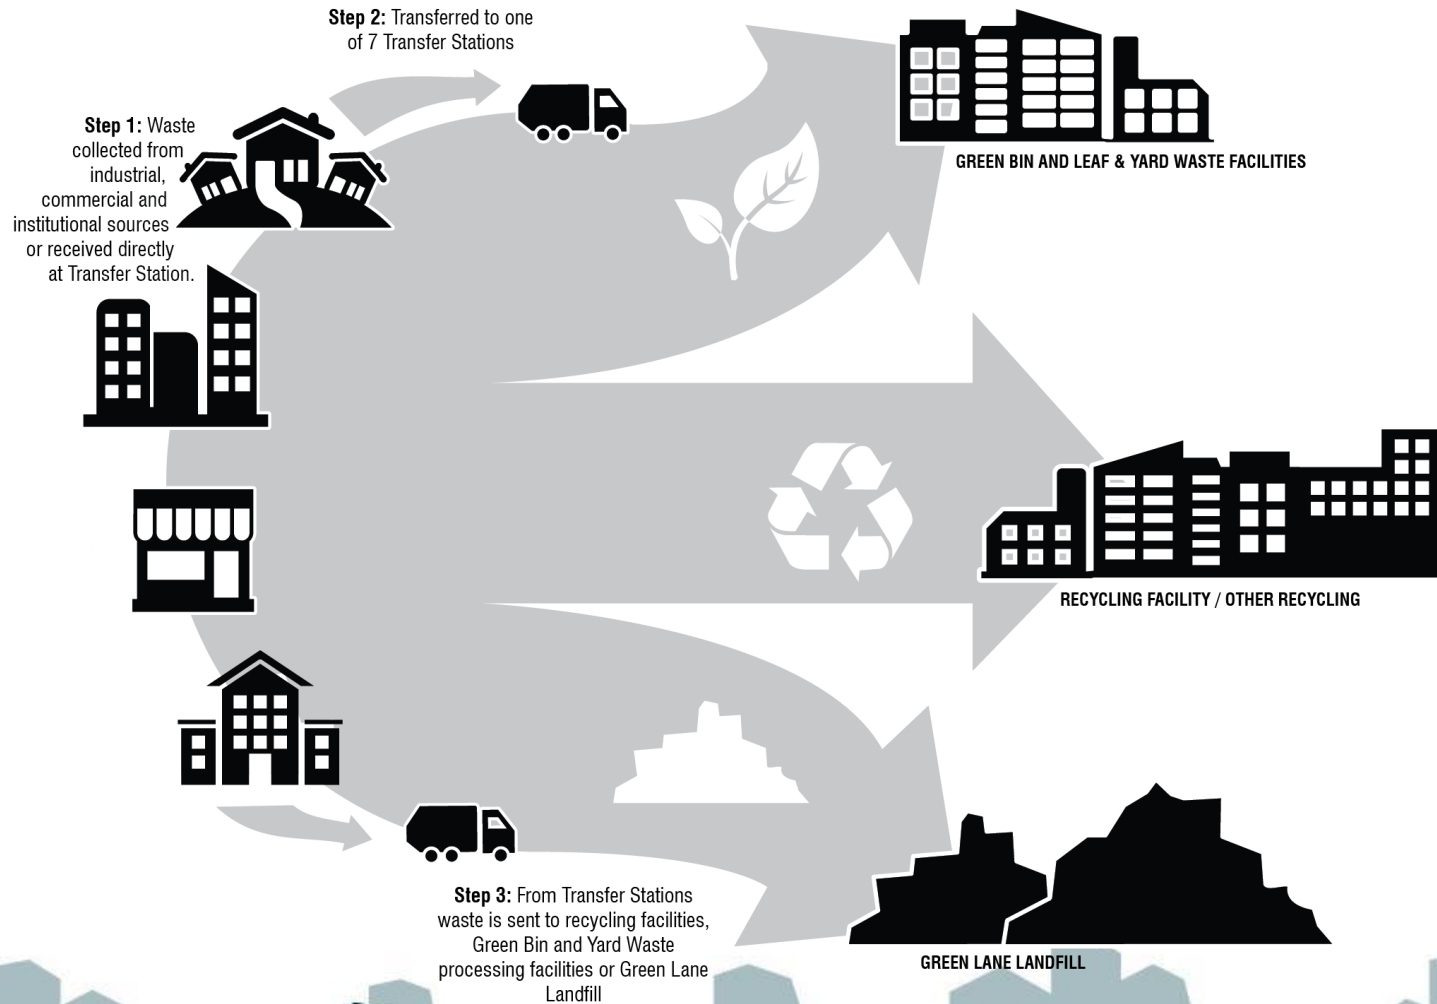 Step 2: Transferred to one
of 7 Transfer Stations
Step 1: Waste
collected from
industrial,
commercial and
institutional sources
or received directly
at Transfer Station.
GREEN BIN AND LEAF & YARD WASTE FACILITIES
RECYCLING FACILITY / OTHER RECYCLING
Step 3: From Transfer Stations
waste is sent to recycling facilities,
Green Bin and Yard Waste
processing facilities or Green Lane
Landfill
GREEN LANE LANDFILL